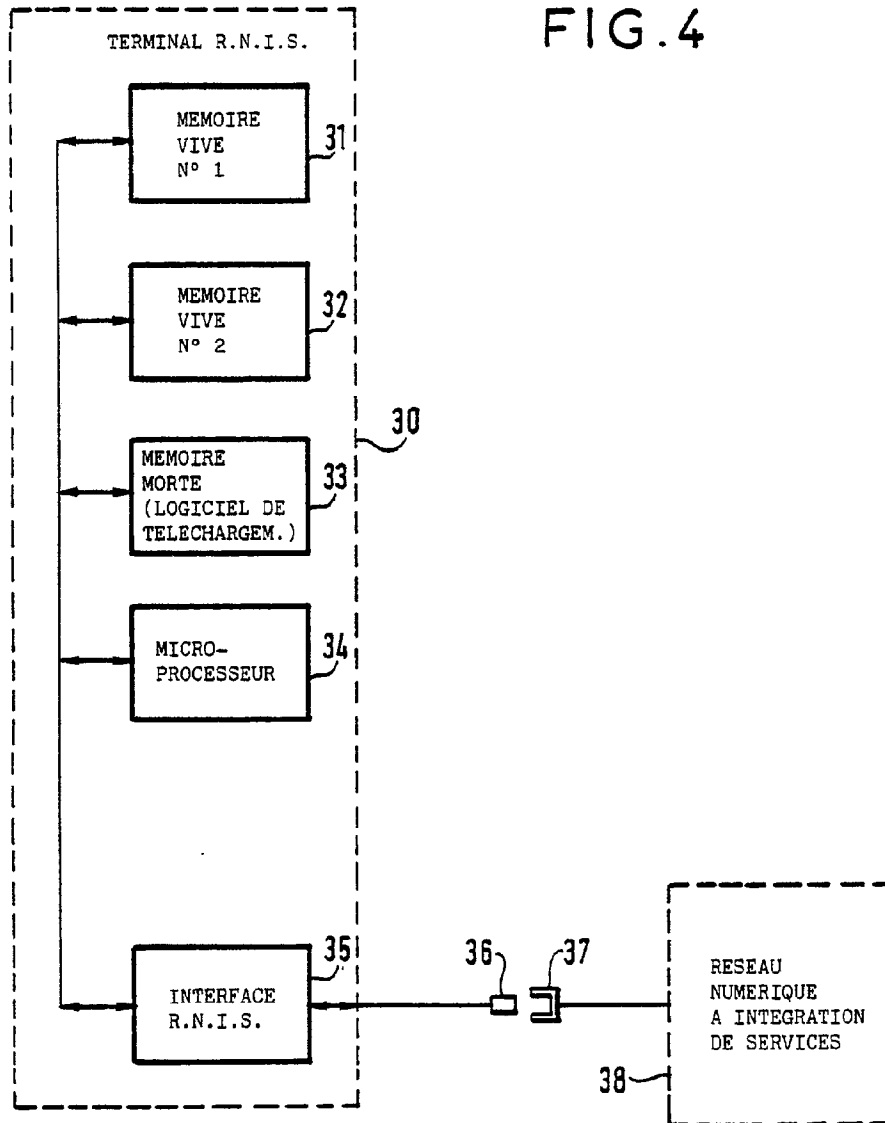 FIG.4
TERMINAL R.N.I.S.
MEMOIRE
VIVE
N° 1
31
MEMOIRE
VIVE
N° 2
32
30
MEMOIRE
MORTE
(LOGICIEL DE
TELECHARGEM.)
33
MICRO-
PROCESSEUR
34
INTERFACE
R.N.I.S.
35
36
37
RESEAU
NUMERIQUE
A INTEGRATION
DE SERVICES
38